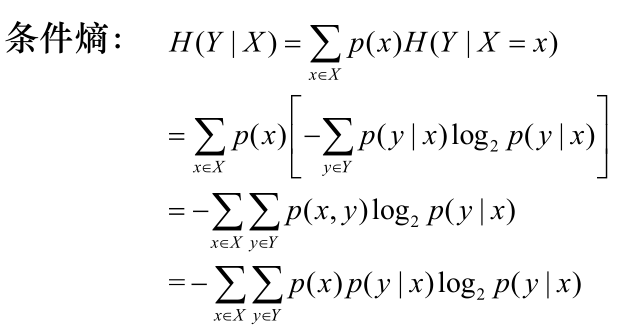 条件熵： H(Y | X) = ∑_{x∈X} p(x)H(Y | X = x)
= ∑_{x∈X} p(x)[−∑_{y∈Y} p(y | x)log₂ p(y | x)]
= −∑_{x∈X}∑_{y∈Y} p(x, y)log₂ p(y | x)
= −∑_{x∈X}∑_{y∈Y} p(x)p(y | x)log₂ p(y | x)